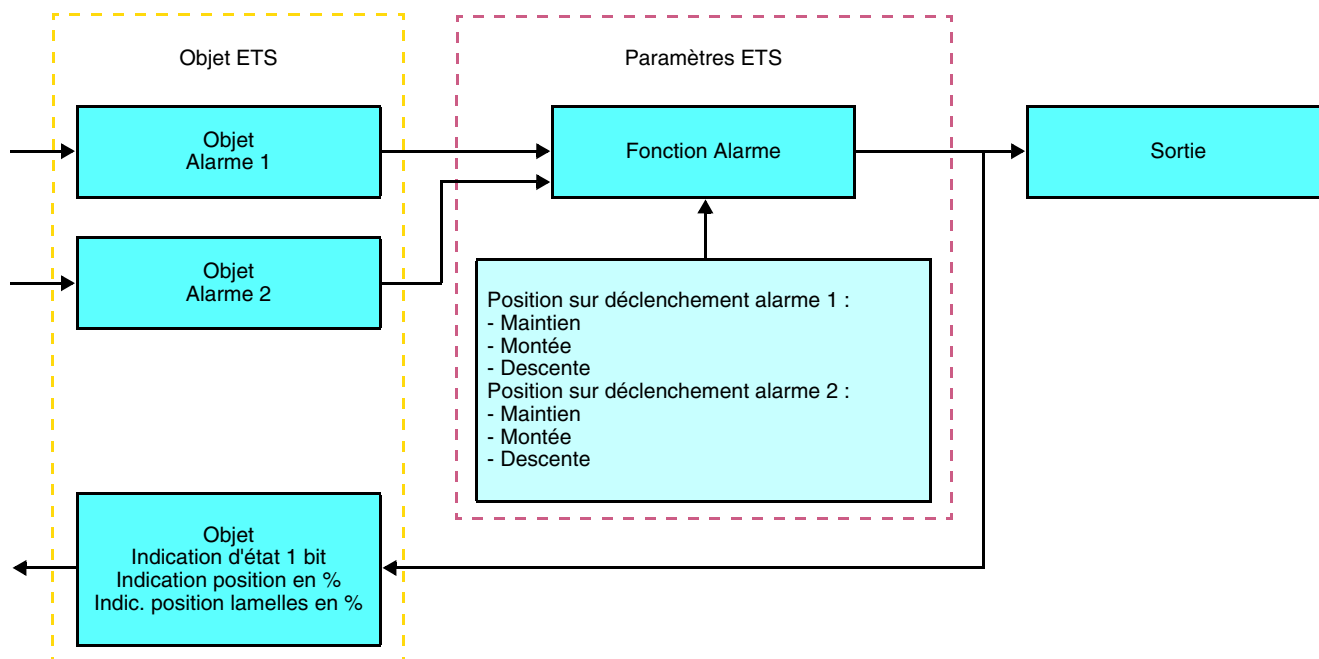 Objet ETS
Paramètres ETS
Objet
Alarme 1
Fonction Alarme
Sortie
Objet
Alarme 2
Position sur déclenchement alarme 1 :
- Maintien
- Montée
- Descente
Position sur déclenchement alarme 2 :
- Maintien
- Montée
- Descente
Objet
Indication d'état 1 bit
Indication position en %
Indic. position lamelles en %